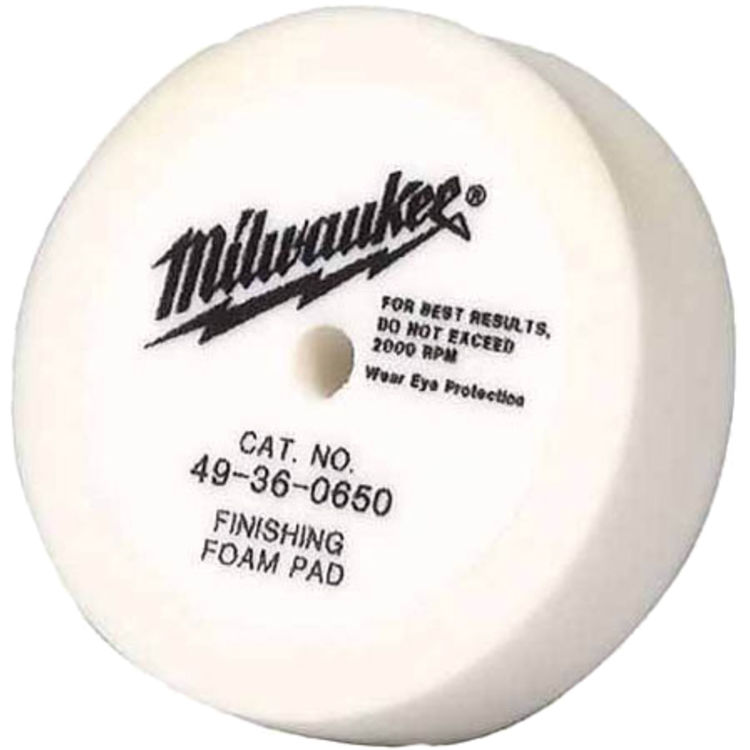 Milwaukee®
FOR BEST RESULTS,
DO NOT EXCEED
2000 RPM
Wear Eye Protection
CAT. NO.
49-36-0650
FINISHING
FOAM PAD